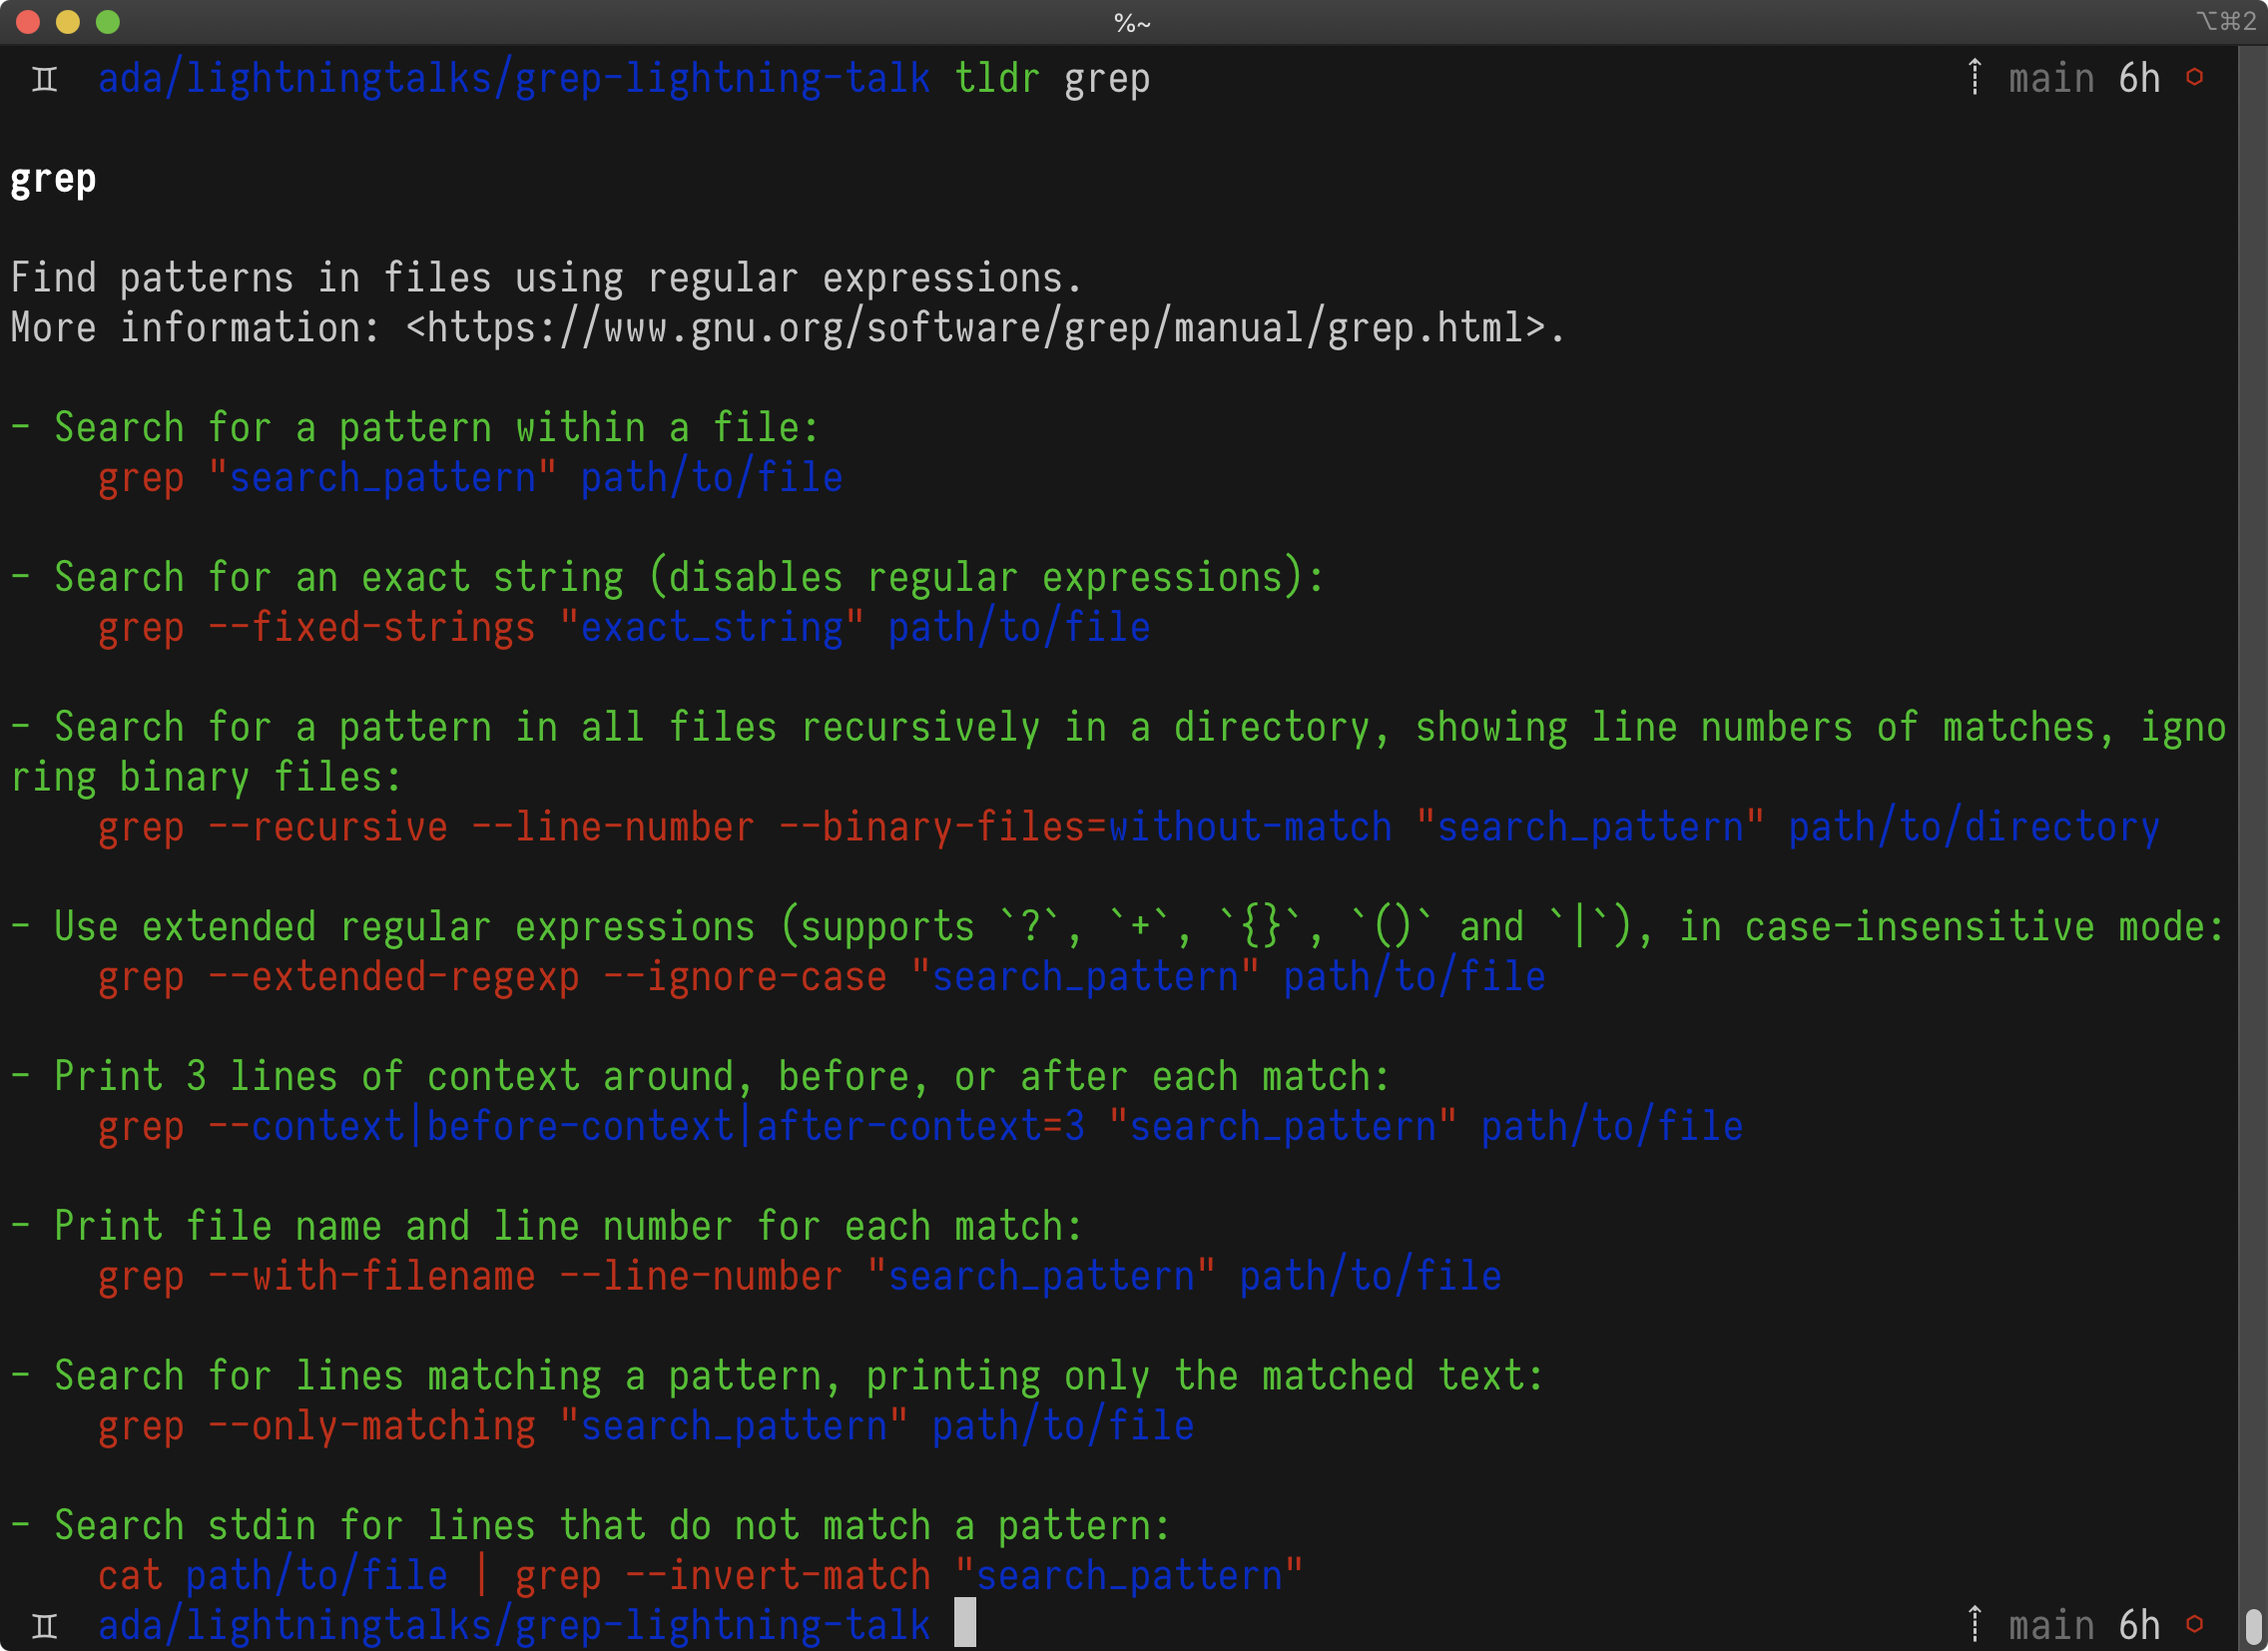 %~ ⌥⌘2
♊ ada/lightningtalks/grep-lightning-talk tldr grep ⇡ main 6h ⬡
grep
Find patterns in files using regular expressions.
More information: <https://www.gnu.org/software/grep/manual/grep.html>.
- Search for a pattern within a file:
grep "search_pattern" path/to/file
- Search for an exact string (disables regular expressions):
grep --fixed-strings "exact_string" path/to/file
- Search for a pattern in all files recursively in a directory, showing line numbers of matches, igno
ring binary files:
grep --recursive --line-number --binary-files=without-match "search_pattern" path/to/directory
- Use extended regular expressions (supports `?`, `+`, `{}`, `()` and `|`), in case-insensitive mode:
grep --extended-regexp --ignore-case "search_pattern" path/to/file
- Print 3 lines of context around, before, or after each match:
grep --context|before-context|after-context=3 "search_pattern" path/to/file
- Print file name and line number for each match:
grep --with-filename --line-number "search_pattern" path/to/file
- Search for lines matching a pattern, printing only the matched text:
grep --only-matching "search_pattern" path/to/file
- Search stdin for lines that do not match a pattern:
cat path/to/file | grep --invert-match "search_pattern"
♊ ada/lightningtalks/grep-lightning-talk ⇡ main 6h ⬡